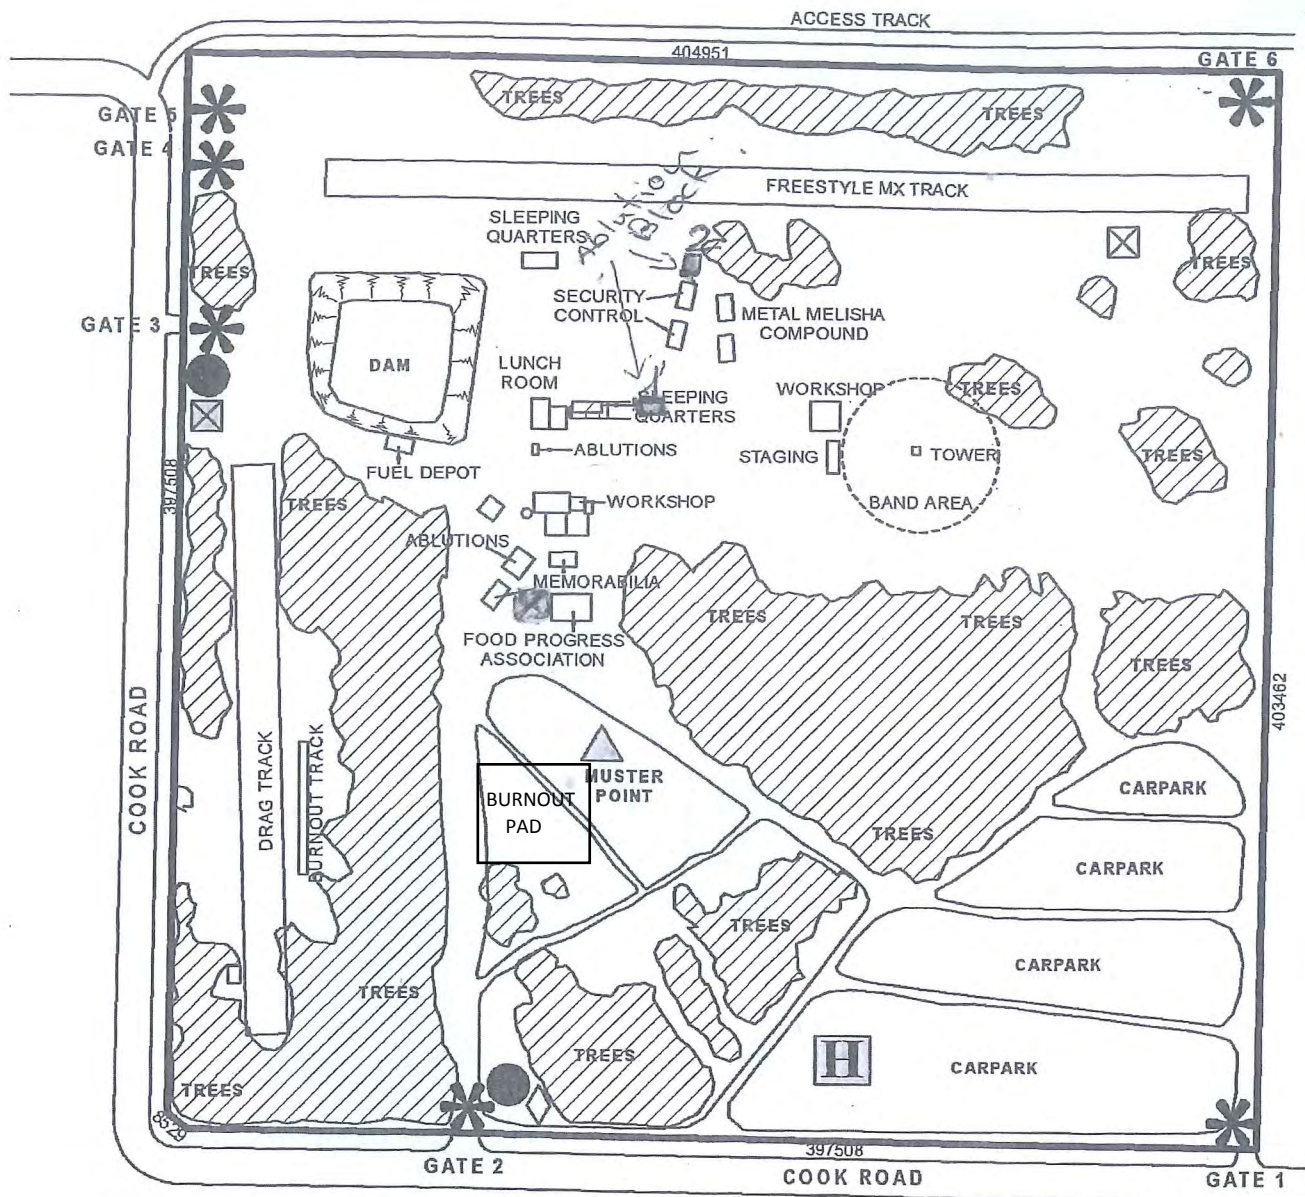 ACCESS TRACK
404951
GATE 6
TREES
TREES
GATE 5
GATE 4
FREESTYLE MX TRACK
Ablution
Block
SLEEPING
QUARTERS
2
TREES
TREES
SECURITY
CONTROL
METAL MELISHA
COMPOUND
GATE 3
DAM
LUNCH
ROOM
SLEEPING
QUARTERS
WORKSHOP
TREES
ABLUTIONS
STAGING
TOWER
TREES
FUEL DEPOT
397508
TREES
WORKSHOP
BAND AREA
ABLUTIONS
MEMORABILIA
TREES
TREES
FOOD PROGRESS
ASSOCIATION
TREES
403462
COOK ROAD
DRAG TRACK
BURNOUT TRACK
MUSTER
POINT
BURNOUT
PAD
CARPARK
TREES
CARPARK
TREES
CARPARK
TREES
H
TREES
CARPARK
TREES
8529
397508
GATE 2
COOK ROAD
GATE 1